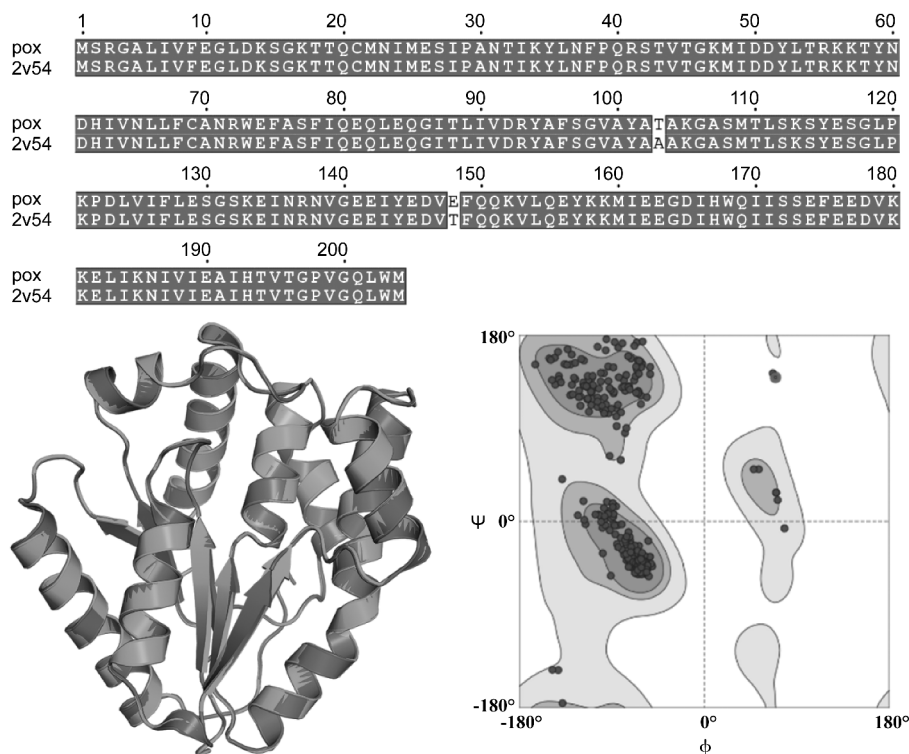 1 10 20 30 40 50 60
pox MSRGALIVFEGLDKSGKTTQCMNIMESIPANTIKYLNFPQRSTVTGKMIDDYLTRKKTYN
2v54 MSRGALIVFEGLDKSGKTTQCMNIMESIPANTIKYLNFPQRSTVTGKMIDDYLTRKKTYN
70 80 90 100 110 120
pox DHIVNLLFCANRWEFASFIQEQLEQGITLIVDRYAFSGVAYATAKGASMTLSKSYESGLP
2v54 DHIVNLLFCANRWEFASFIQEQLEQGITLIVDRYAFSGVAYAAAKGASMTLSKSYESGLP
130 140 150 160 170 180
pox KPDLVIFLESGSKEINRNVGEEIYEDVEFQQKVLQEYKKMIEEGDIHWQIISSEFEEDVK
2v54 KPDLVIFLESGSKEINRNVGEEIYEDVTFQQKVLQEYKKMIEEGDIHWQIISSEFEEDVK
190 200
pox KELIKNIVIEAIHTVTGPVGQLWM
2v54 KELIKNIVIEAIHTVTGPVGQLWM
180°
Ψ 0°
-180°
-180° 0° 180°
ϕ